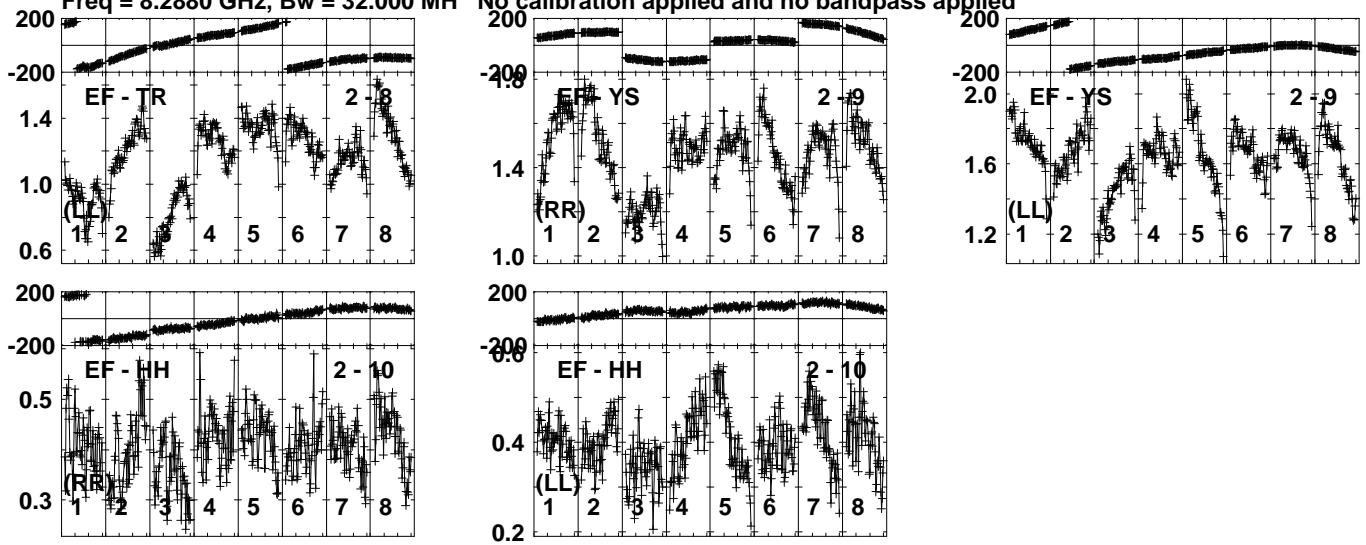 Freq = 8.2880 GHz, Bw = 32.000 MH No calibration applied and no bandpass applied
200
-200
EF - TR 2 - 8
1.4
1.0
0.6
(LL)
1 2 3 4 5 6 7 8
200
-200
1.8
EF - YS 2 - 9
1.4
1.0
(RR)
1 2 3 4 5 6 7 8
200
-200
2.0
EF - YS 2 - 9
1.6
1.2
(LL)
1 2 3 4 5 6 7 8
200
-200
EF - HH 2 - 10
0.5
0.3
(RR)
1 2 3 4 5 6 7 8
200
-200
0.6
EF - HH 2 - 10
0.4
0.2
(LL)
1 2 3 4 5 6 7 8